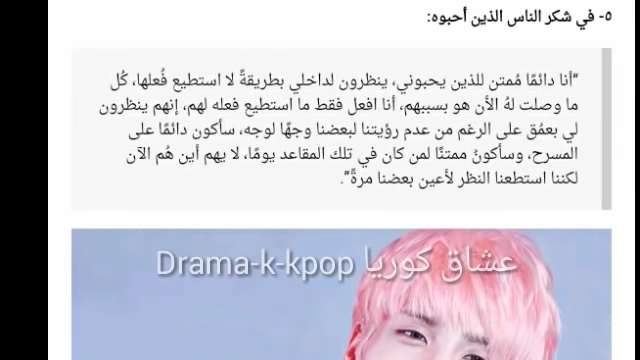 ٥- في شكر الناس الذين أحبوه:
"أنا دائمًا مُمتن للذين يحبوني، ينظرون لداخلي بطريقةً لا استطيع فُعلها، كُل
ما وصلت لهُ الأن هو بسببهم، أنا افعل فقط ما استطيع فعله لهم، إنهم ينظرون
لي بعمُق على الرغم من عدم رؤيتنا لبعضنا وجهًا لوجه، سأكون دائمًا على
المسرح، وسأكونُ ممتنًا لمن كان في تلك المقاعد يومًا، لا يهم أين هُم الآن
لكننا استطعنا النظر لأعين بعضنا مرةً".
عشاق كوريا Drama-k-kpop